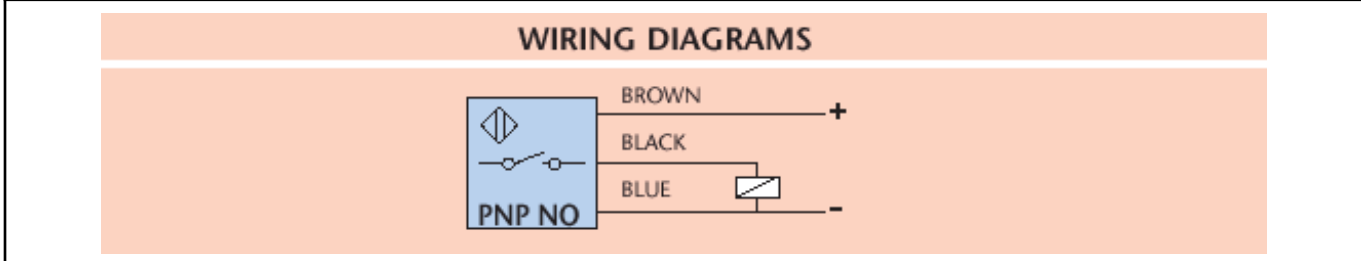 WIRING DIAGRAMS
BROWN
+
BLACK
BLUE
PNP NO
-